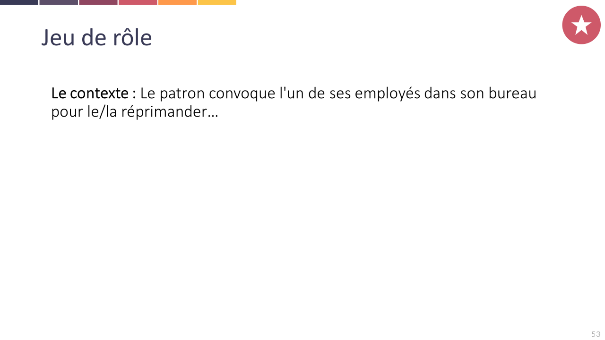 Jeu de rôle
Le contexte : Le patron convoque l'un de ses employés dans son bureau
pour le/la réprimander…
53